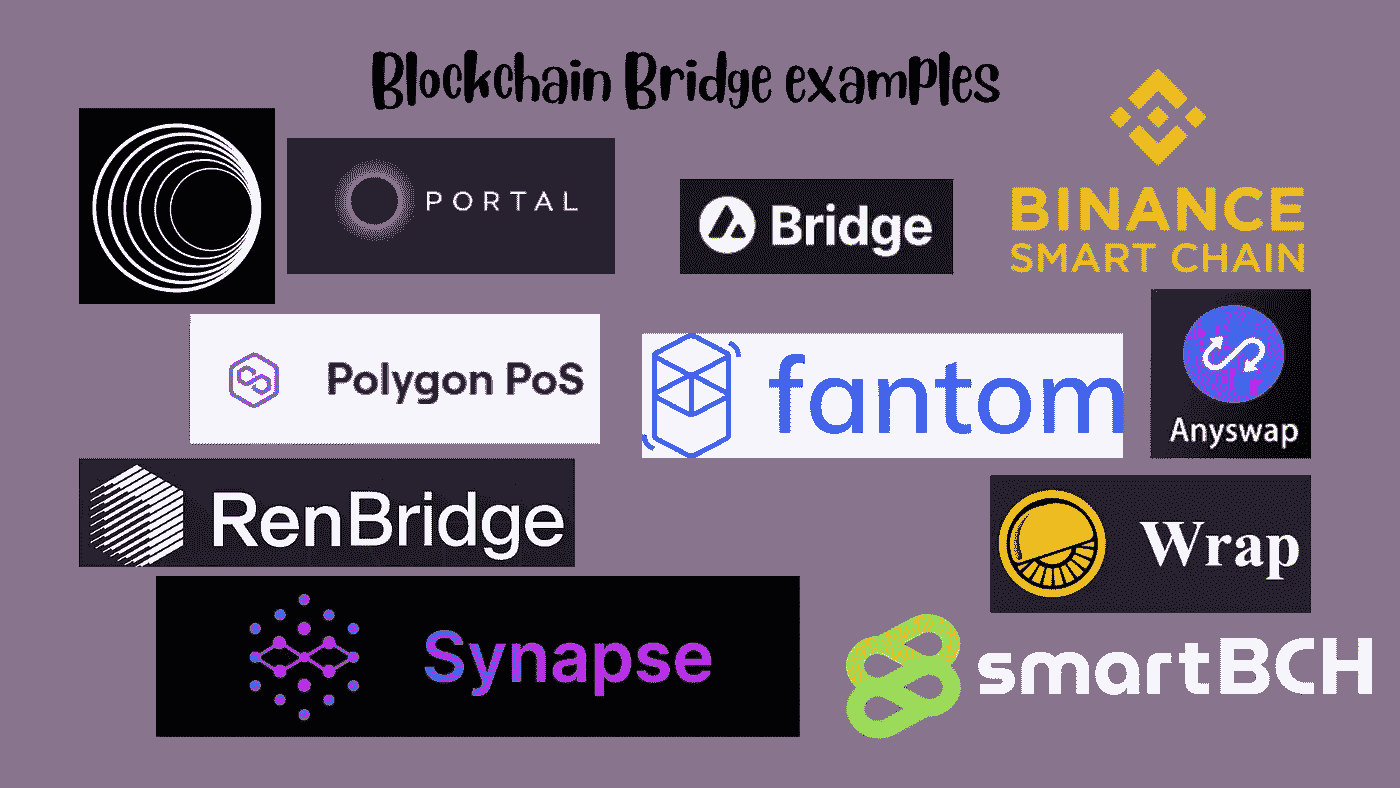 Blockchain Bridge examples
PORTAL
Bridge
BINANCE
SMART CHAIN
Polygon PoS
fantom
Anyswap
RenBridge
Wrap
Synapse
smartBCH